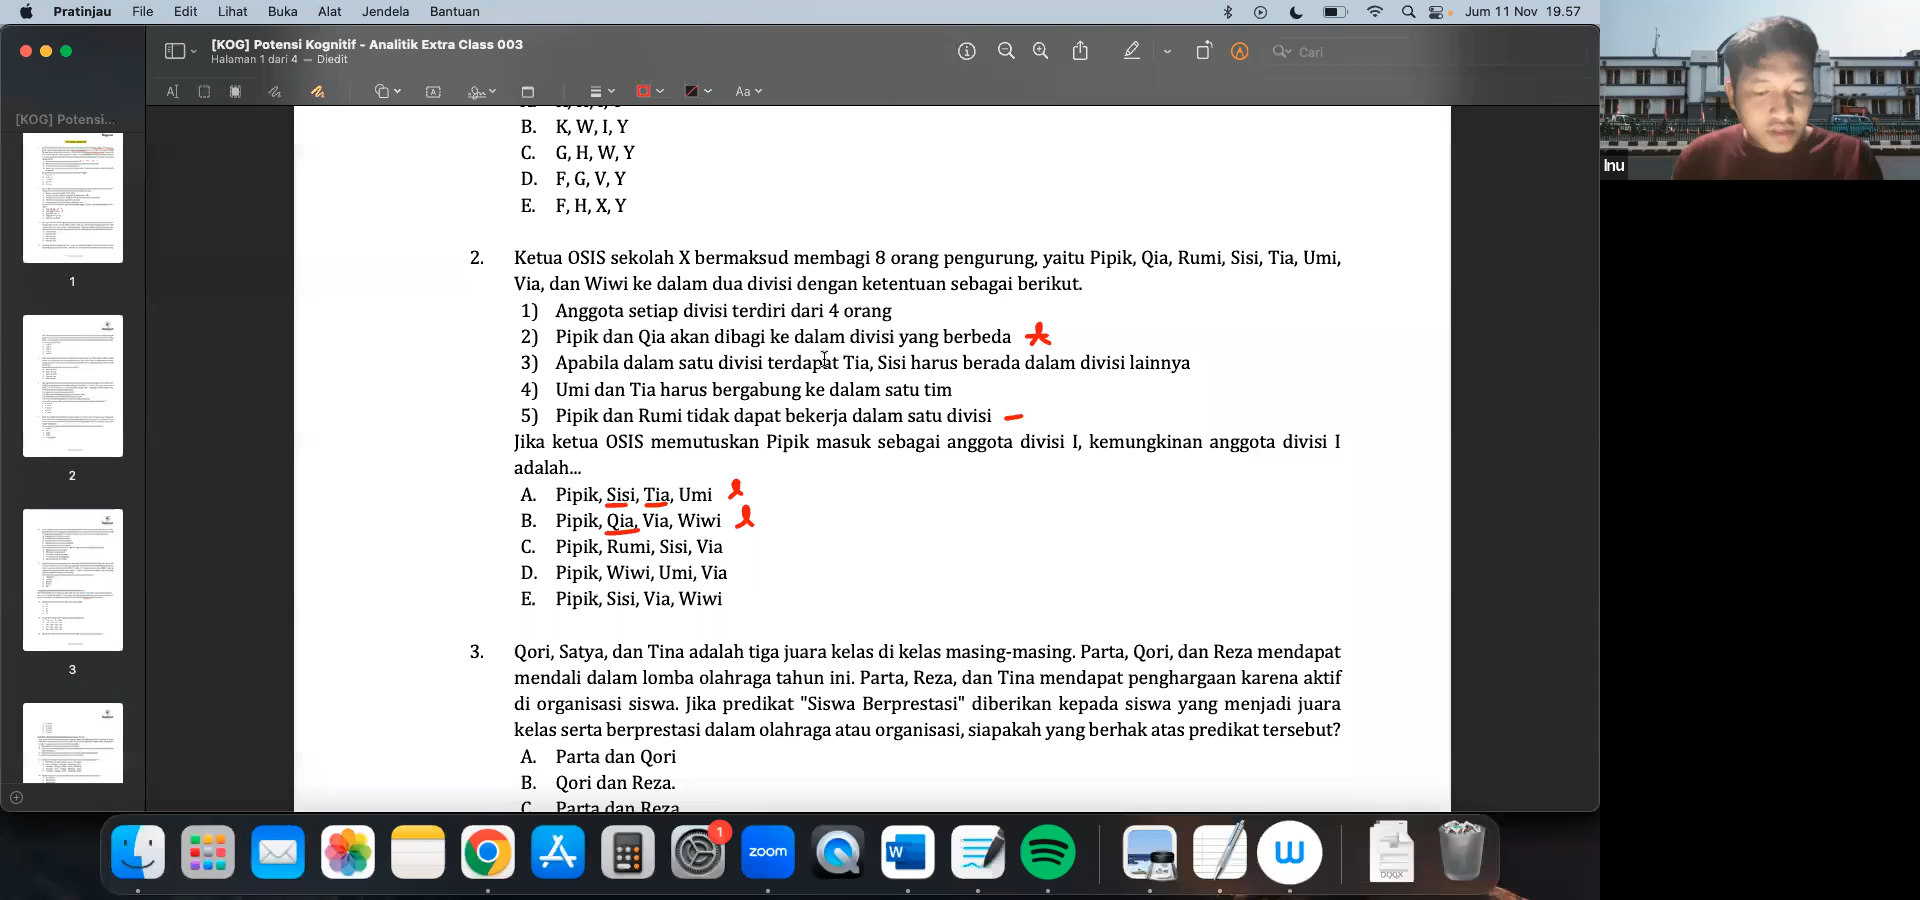 Pratinjau File Edit Lihat Buka Alat Jendela Bantuan Jum 11 Nov 19.57
[KOG] Potensi Kognitif - Analitik Extra Class 003
Halaman 1 dari 4 — Diedit
Cari
[KOG] Potensi...
1
2
3
B. K, W, I, Y
C. G, H, W, Y
D. F, G, V, Y
E. F, H, X, Y
2. Ketua OSIS sekolah X bermaksud membagi 8 orang pengurung, yaitu Pipik, Qia, Rumi, Sisi, Tia, Umi,
Via, dan Wiwi ke dalam dua divisi dengan ketentuan sebagai berikut.
1) Anggota setiap divisi terdiri dari 4 orang
2) Pipik dan Qia akan dibagi ke dalam divisi yang berbeda
3) Apabila dalam satu divisi terdapat Tia, Sisi harus berada dalam divisi lainnya
4) Umi dan Tia harus bergabung ke dalam satu tim
5) Pipik dan Rumi tidak dapat bekerja dalam satu divisi
Jika ketua OSIS memutuskan Pipik masuk sebagai anggota divisi I, kemungkinan anggota divisi I
adalah...
A. Pipik, Sisi, Tia, Umi
B. Pipik, Qia, Via, Wiwi
C. Pipik, Rumi, Sisi, Via
D. Pipik, Wiwi, Umi, Via
E. Pipik, Sisi, Via, Wiwi
3. Qori, Satya, dan Tina adalah tiga juara kelas di kelas masing-masing. Parta, Qori, dan Reza mendapat
mendali dalam lomba olahraga tahun ini. Parta, Reza, dan Tina mendapat penghargaan karena aktif
di organisasi siswa. Jika predikat "Siswa Berprestasi" diberikan kepada siswa yang menjadi juara
kelas serta berprestasi dalam olahraga atau organisasi, siapakah yang berhak atas predikat tersebut?
A. Parta dan Qori
B. Qori dan Reza.
C. Parta dan Reza
Inu
1
zoom
W
DOCX